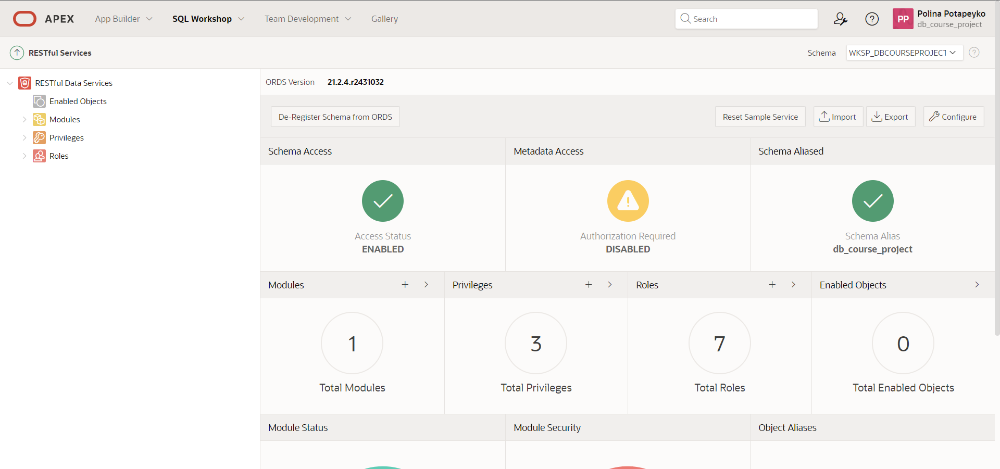 APEX
App Builder
SQL Workshop
Team Development
Gallery
Search
PP
Polina Potapeyko
db_course_project
RESTful Services
Schema
WKSP_DBCOURSEPROJECT
RESTful Data Services
Enabled Objects
Modules
Privileges
Roles
ORDS Version
21.2.4.r2431032
De-Register Schema from ORDS
Reset Sample Service
Import
Export
Configure
Schema Access
Metadata Access
Schema Aliased
Access Status
ENABLED
Authorization Required
DISABLED
Schema Alias
db_course_project
Modules
Privileges
Roles
Enabled Objects
1
3
7
0
Total Modules
Total Privileges
Total Roles
Total Enabled Objects
Module Status
Module Security
Object Aliases